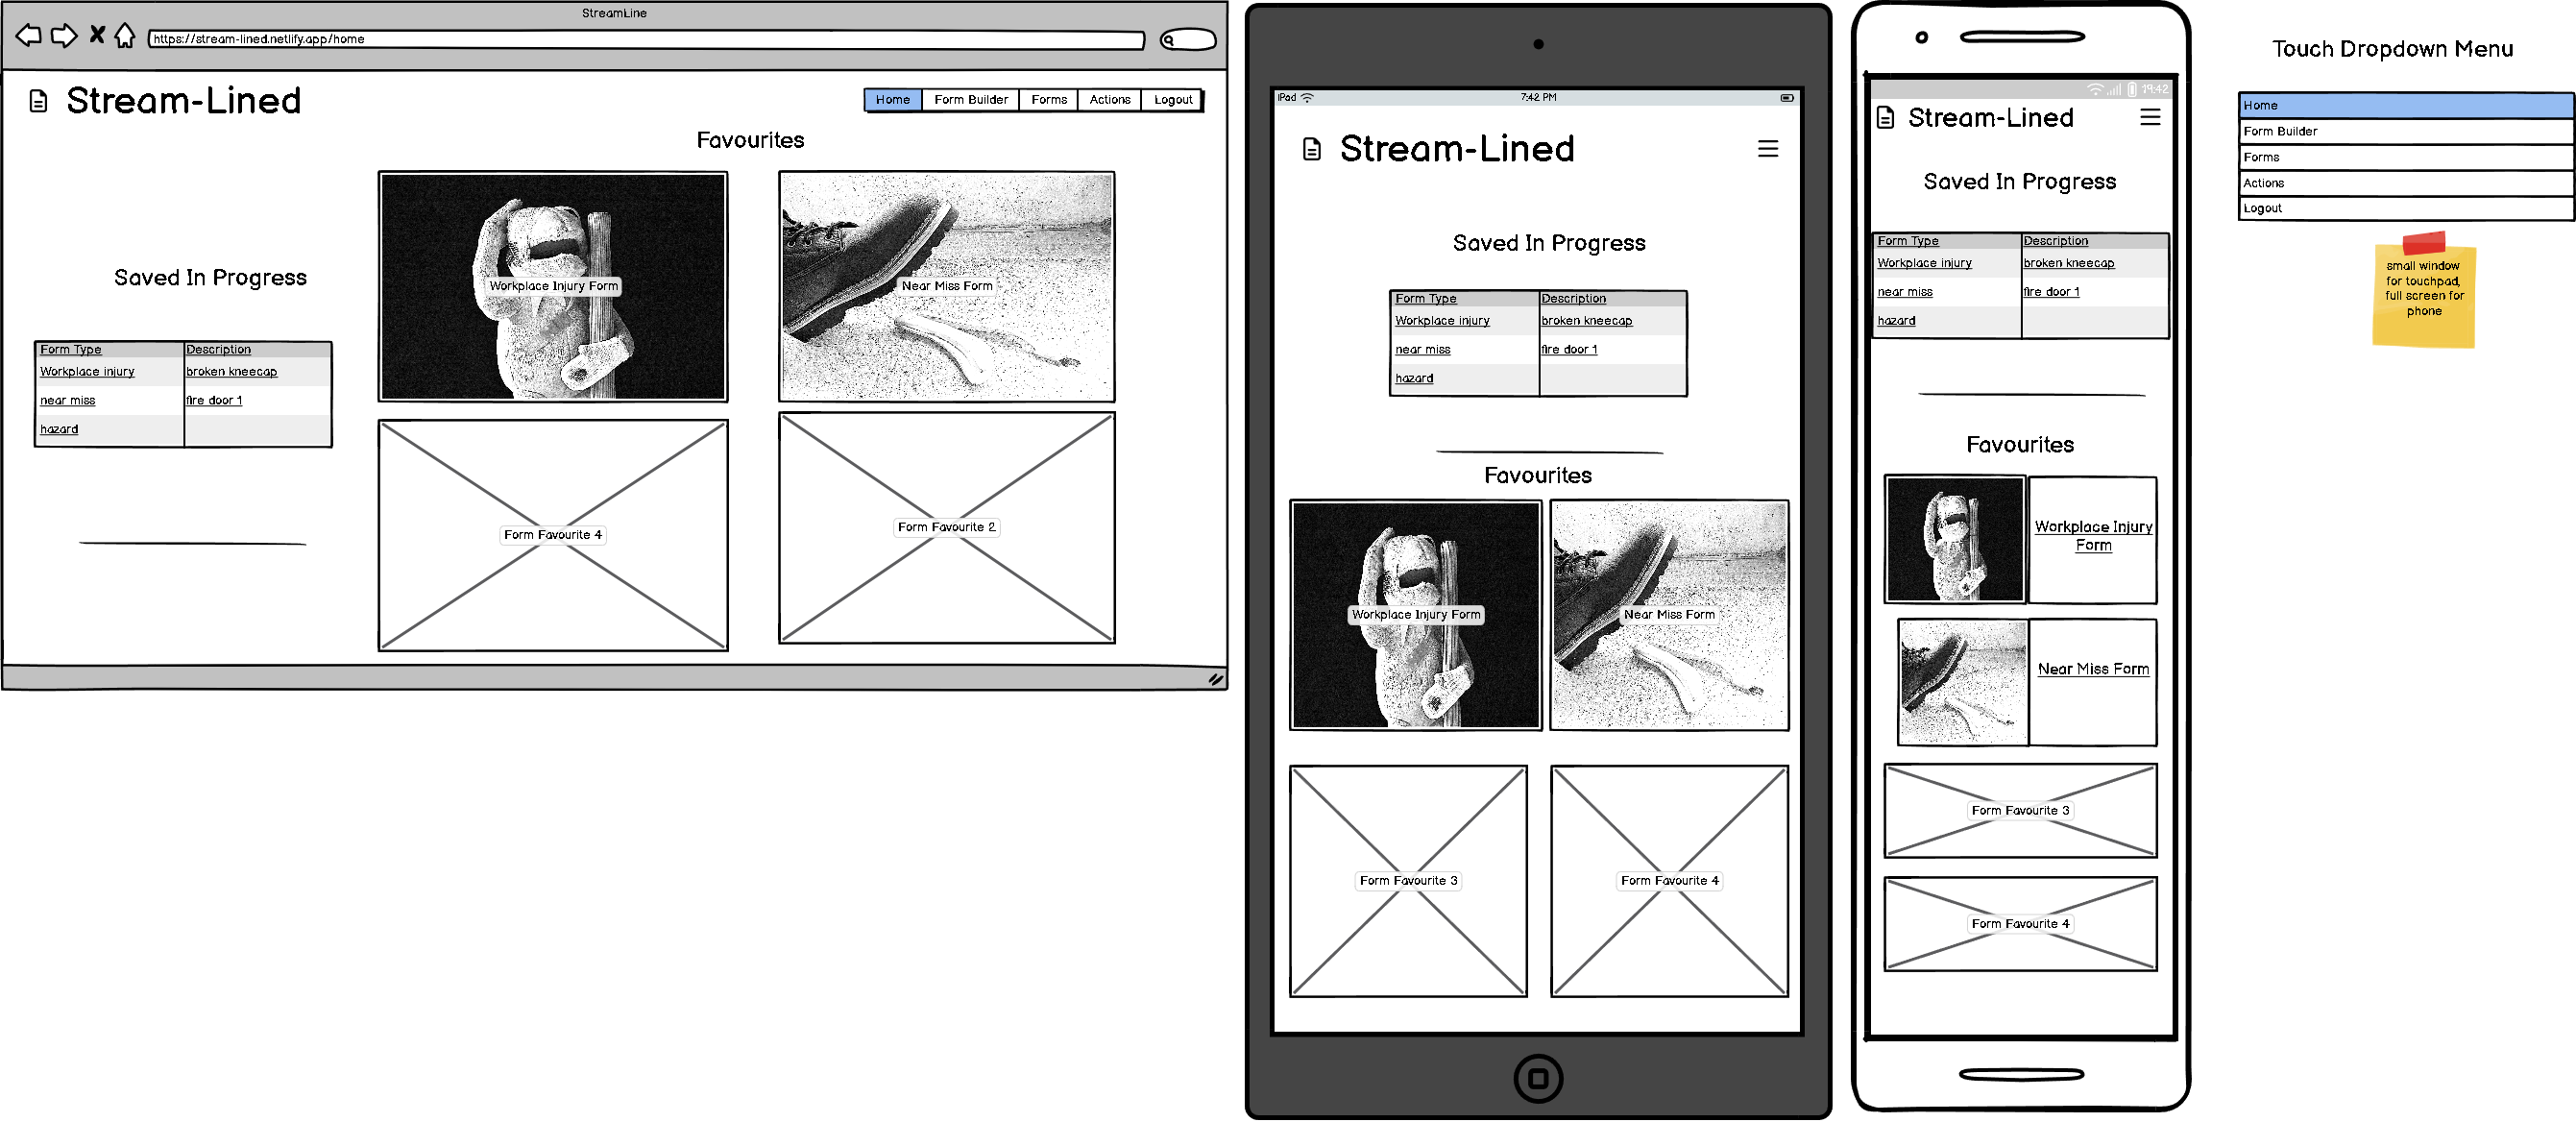 StreamLine
https://stream-lined.netlify.app/home
Stream-Lined
Home Form Builder Forms Actions Logout
Favourites
Saved In Progress
Form Type Description
Workplace injury broken kneecap
near miss fire door 1
hazard
Workplace Injury Form
Near Miss Form
Form Favourite 4
Form Favourite 2
iPad 7:42 PM
Stream-Lined
Saved In Progress
Form Type Description
Workplace injury broken kneecap
near miss fire door 1
hazard
Favourites
Workplace Injury Form
Near Miss Form
Form Favourite 3
Form Favourite 4
19:42
Stream-Lined
Saved In Progress
Form Type Description
Workplace injury broken kneecap
near miss fire door 1
hazard
Favourites
Workplace Injury
Form
Near Miss Form
Form Favourite 3
Form Favourite 4
Touch Dropdown Menu
Home
Form Builder
Forms
Actions
Logout
small window
for touchpad,
full screen for
phone